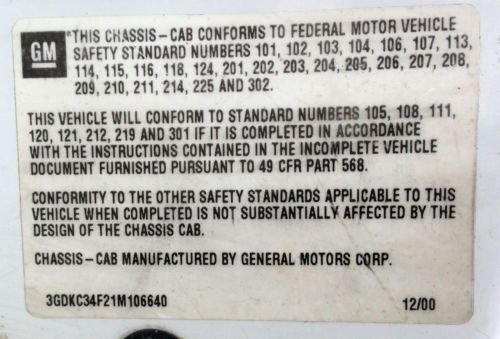 GM
*THIS CHASSIS-CAB CONFORMS TO FEDERAL MOTOR VEHICLE
SAFETY STANDARD NUMBERS 101, 102, 103, 104, 106, 107, 113,
114, 115, 116, 118, 124, 201, 202, 203, 204, 205, 206, 207, 208,
209, 210, 211, 214, 225 AND 302.
THIS VEHICLE WILL CONFORM TO STANDARD NUMBERS 105, 108, 111,
120, 121, 212, 219 AND 301 IF IT IS COMPLETED IN ACCORDANCE
WITH THE INSTRUCTIONS CONTAINED IN THE INCOMPLETE VEHICLE
DOCUMENT FURNISHED PURSUANT TO 49 CFR PART 568.
CONFORMITY TO THE OTHER SAFETY STANDARDS APPLICABLE TO THIS
VEHICLE WHEN COMPLETED IS NOT SUBSTANTIALLY AFFECTED BY THE
DESIGN OF THE CHASSIS CAB.
CHASSIS-CAB MANUFACTURED BY GENERAL MOTORS CORP.
3GDKC34F21M106640 12/00